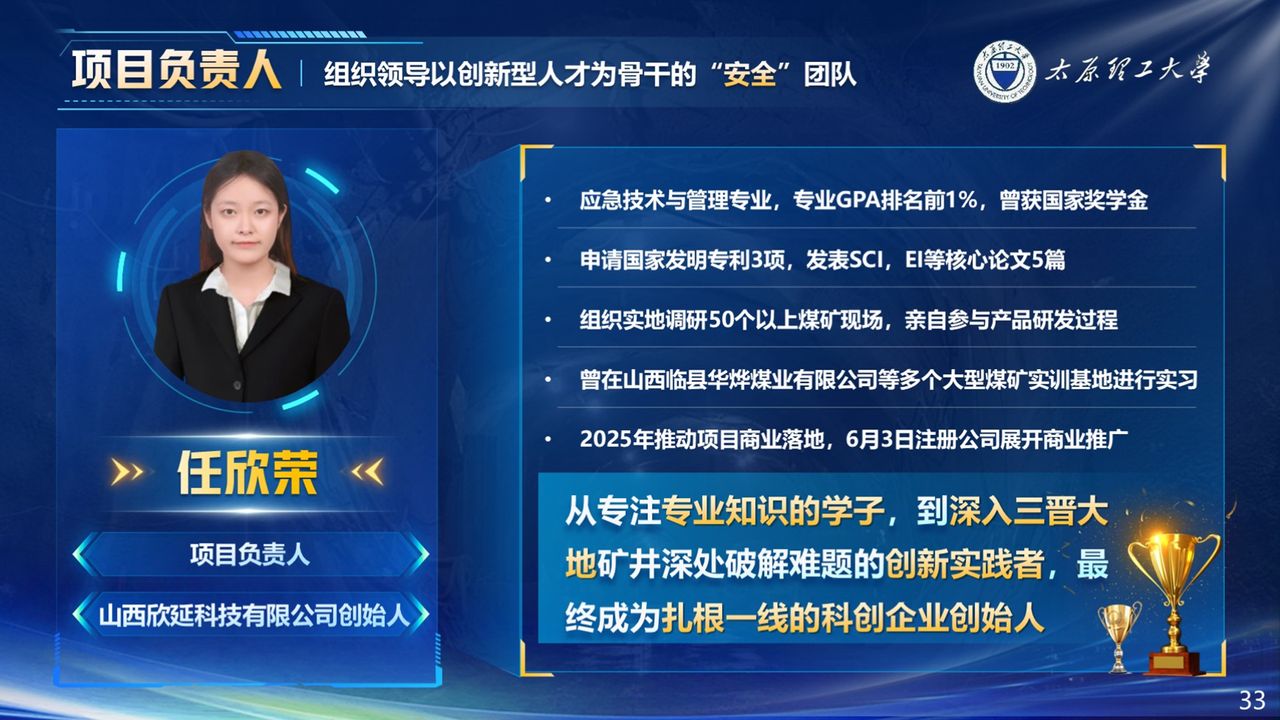 项目负责人
组织领导以创新型人才为骨干的“安全”团队
太原理工大学
1902
任欣荣
项目负责人
山西欣延科技有限公司创始人
• 应急技术与管理专业，专业GPA排名前1%，曾获国家奖学金
• 申请国家发明专利3项，发表SCI，EI等核心论文5篇
• 组织实地调研50个以上煤矿现场，亲自参与产品研发过程
• 曾在山西临县华烨煤业有限公司等多个大型煤矿实训基地进行实习
• 2025年推动项目商业落地，6月3日注册公司展开商业推广
从专注专业知识的学子，到深入三晋大
地矿井深处破解难题的创新实践者，最
终成为扎根一线的科创企业创始人
33